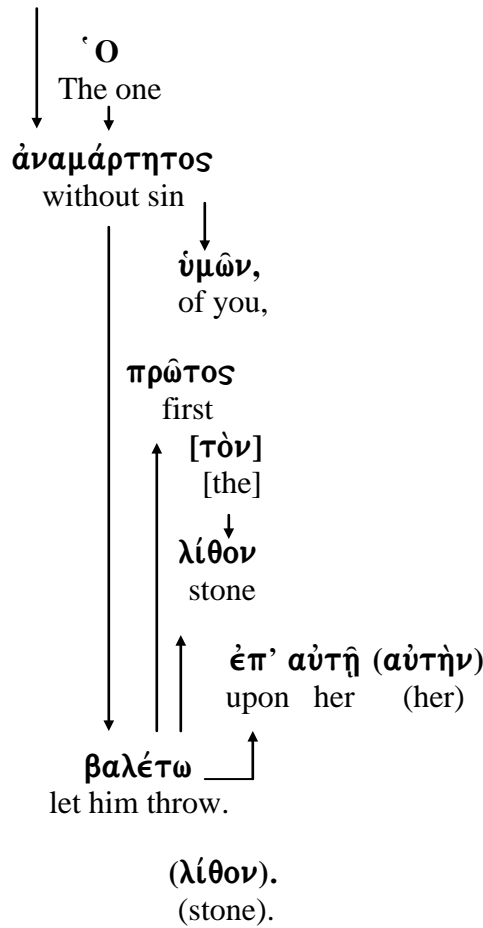 Ὁ
The one
ἀναμάρτητος
without sin
ὑμῶν,
of you,
πρῶτος
first
[τὸν]
[the]
λίθον
stone
ἐπ’ αὐτῇ (αὐτὴν)
upon her (her)
βαλέτω
let him throw.
(λίθον).
(stone).